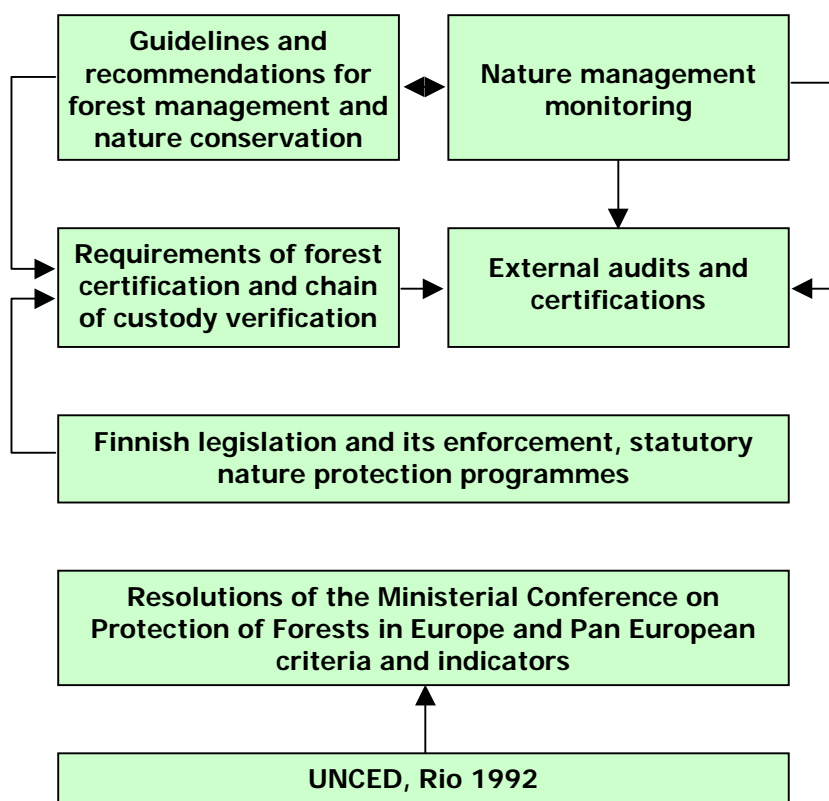 Guidelines and
recommendations for
forest management and
nature conservation
Nature management
monitoring
Requirements of forest
certification and chain
of custody verification
External audits and
certifications
Finnish legislation and its enforcement, statutory
nature protection programmes
Resolutions of the Ministerial Conference on
Protection of Forests in Europe and Pan European
criteria and indicators
UNCED, Rio 1992